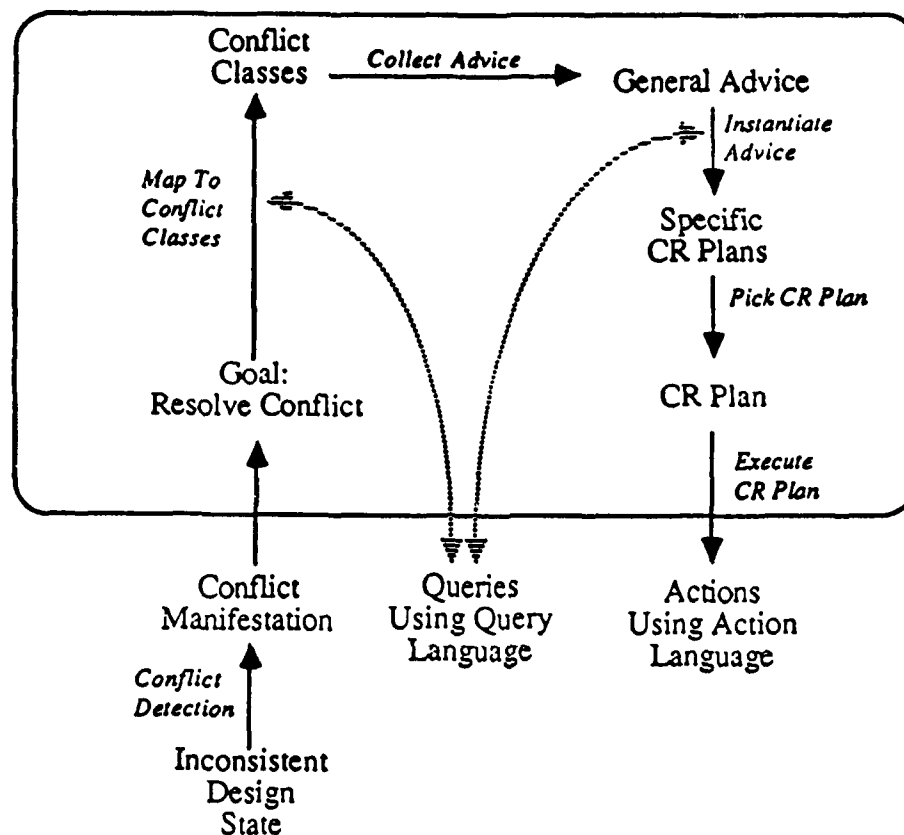 Conflict
Classes
Collect Advice
General Advice
Instantiate
Advice
Map To
Conflict
Classes
Specific
CR Plans
Pick CR Plan
Goal:
Resolve Conflict
CR Plan
Execute
CR Plan
Conflict
Manifestation
Queries
Using Query
Language
Actions
Using Action
Language
Conflict
Detection
Inconsistent
Design
State